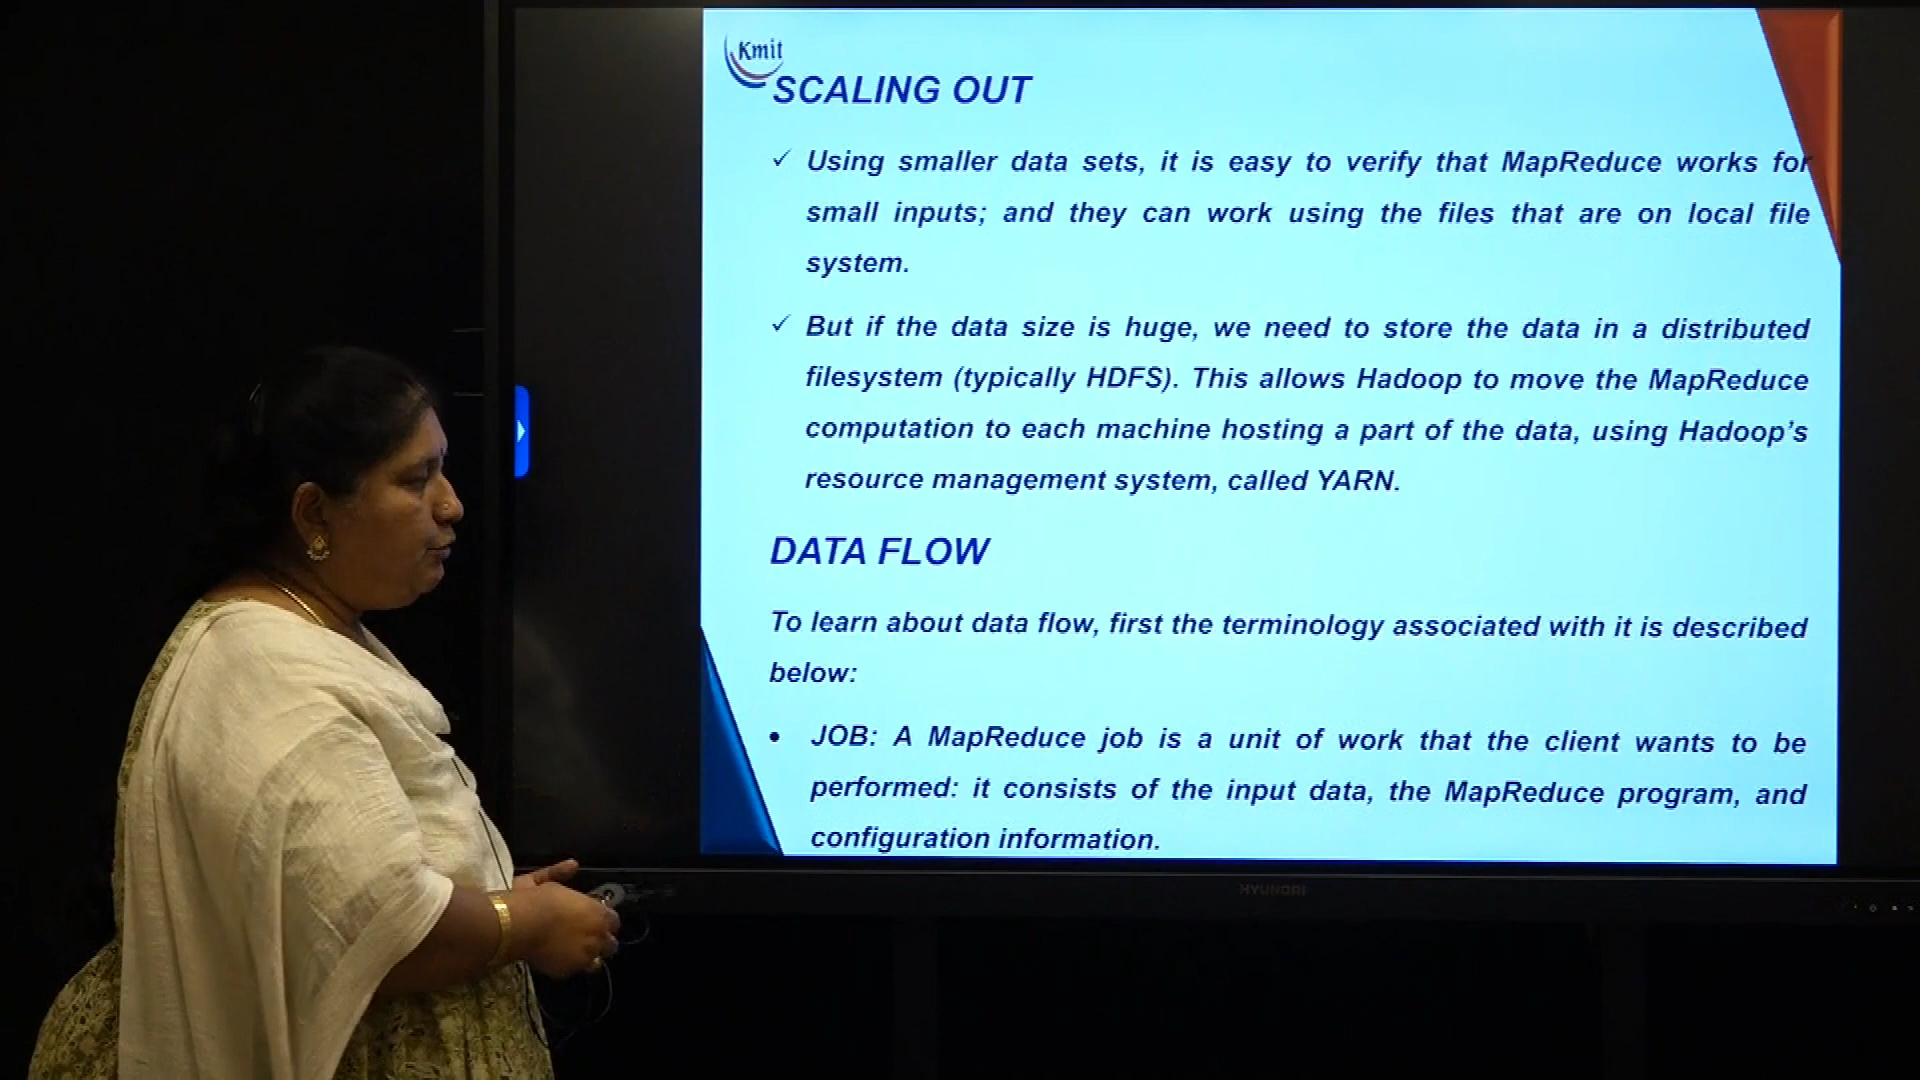 Kmit
SCALING OUT
✓ Using smaller data sets, it is easy to verify that MapReduce works for
small inputs; and they can work using the files that are on local file
system.
✓ But if the data size is huge, we need to store the data in a distributed
filesystem (typically HDFS). This allows Hadoop to move the MapReduce
computation to each machine hosting a part of the data, using Hadoop’s
resource management system, called YARN.
DATA FLOW
To learn about data flow, first the terminology associated with it is described
below:
• JOB: A MapReduce job is a unit of work that the client wants to be
performed: it consists of the input data, the MapReduce program, and
configuration information.
HYUNDAI